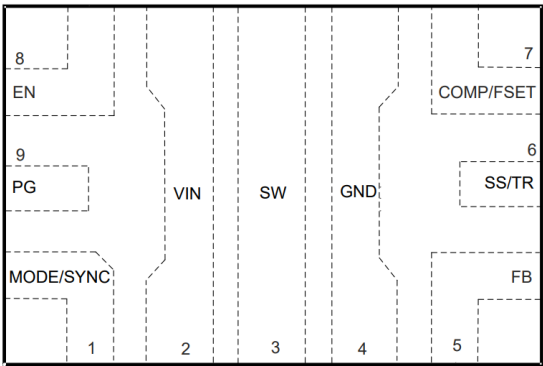 8
7
EN
COMP/FSET
9
6
PG
VIN
SW
GND
SS/TR
MODE/SYNC
FB
1
2
3
4
5